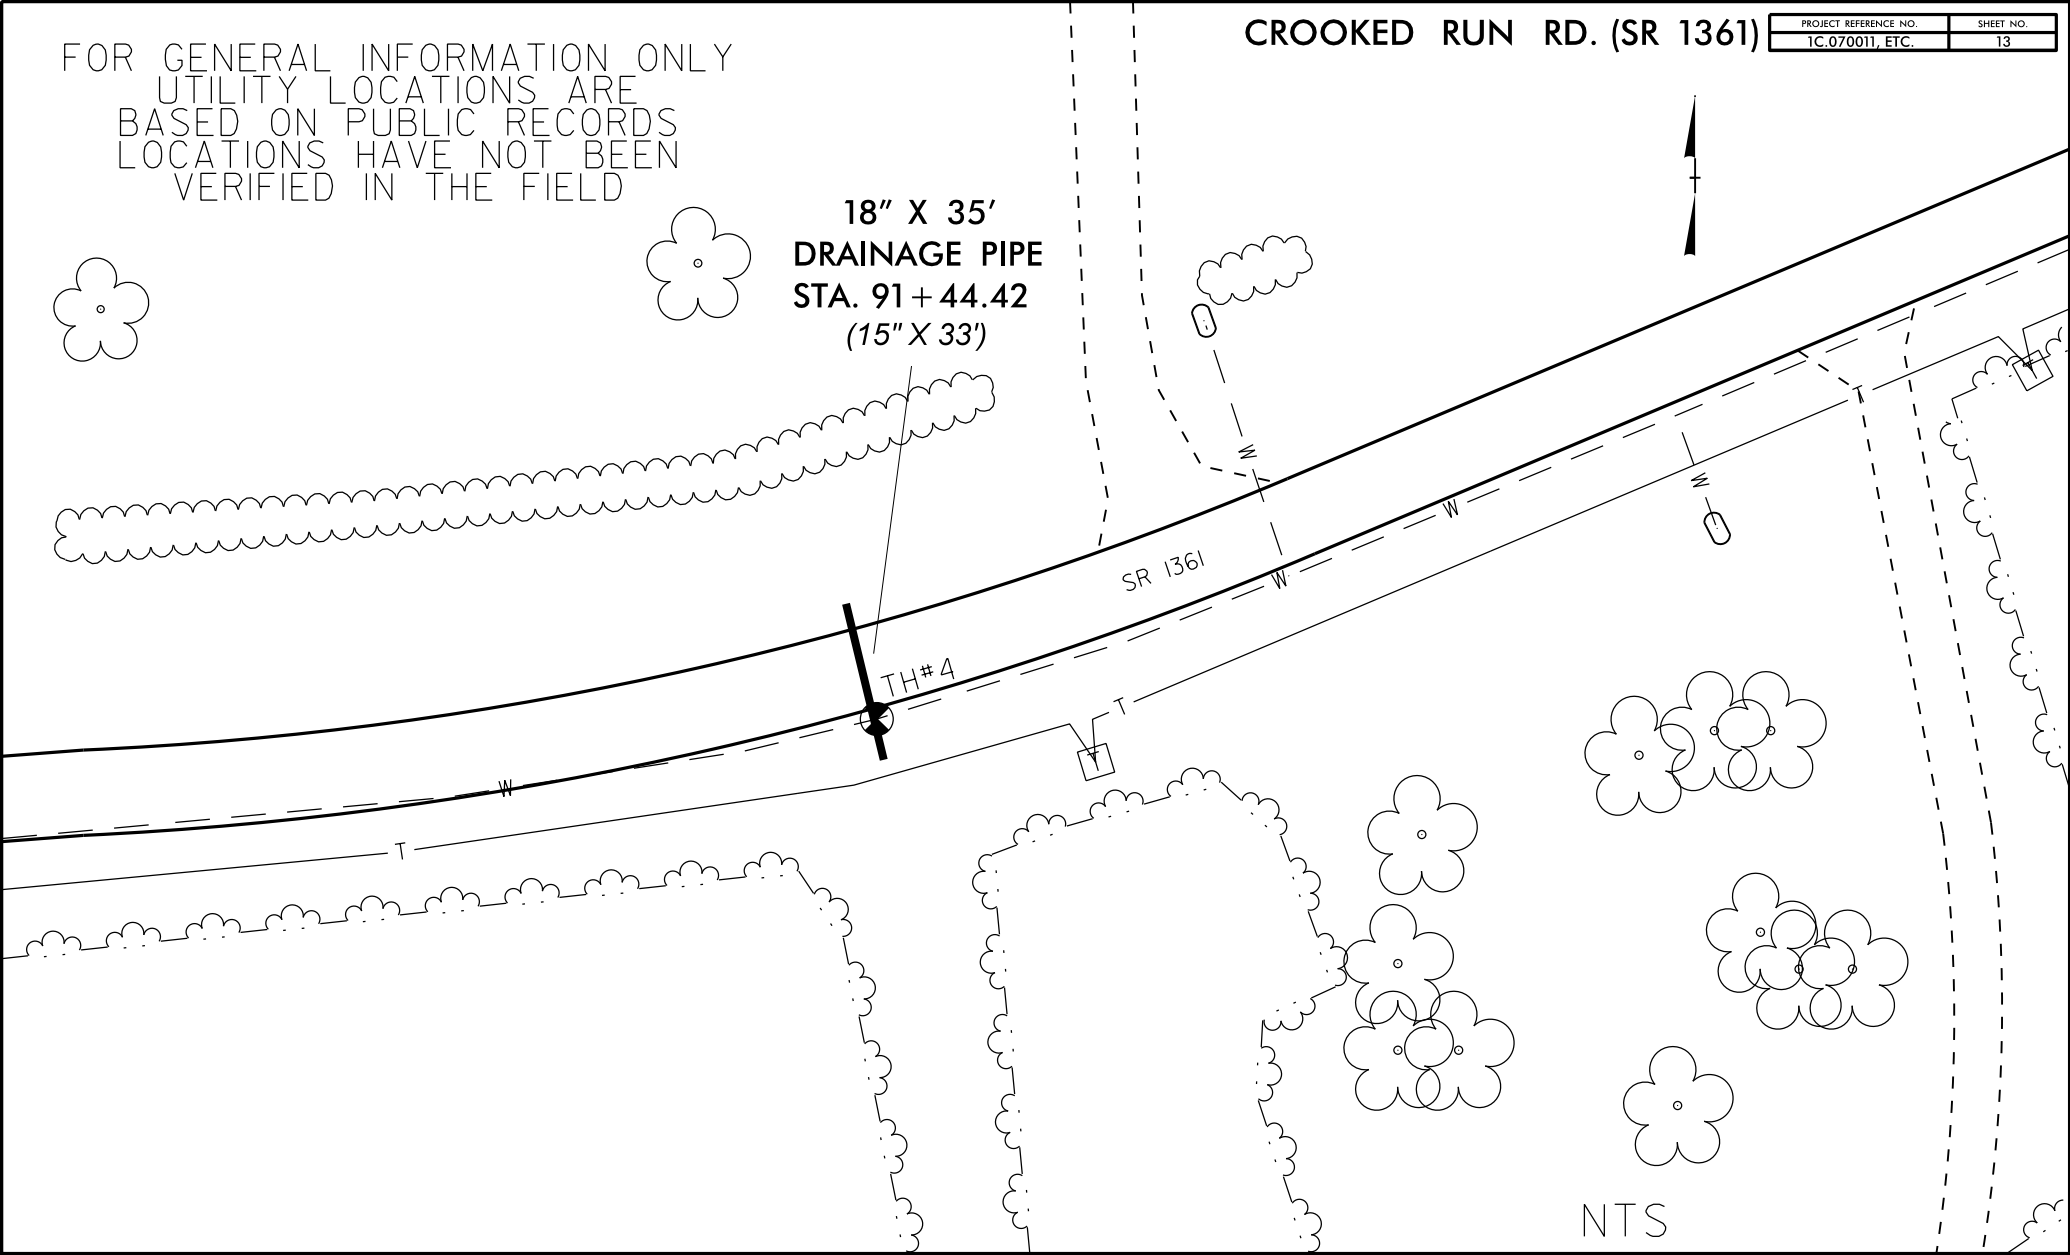 CROOKED RUN RD. (SR 1361)
PROJECT REFERENCE NO.
SHEET NO.
1C.070011, ETC.
13
FOR GENERAL INFORMATION ONLY
UTILITY LOCATIONS ARE
BASED ON PUBLIC RECORDS
LOCATIONS HAVE NOT BEEN
VERIFIED IN THE FIELD
18" X 35'
DRAINAGE PIPE
STA. 91+44.42
(15" X 33')
W
W
T
W
SR 1361
W
TH#4
T
W
T
NTS